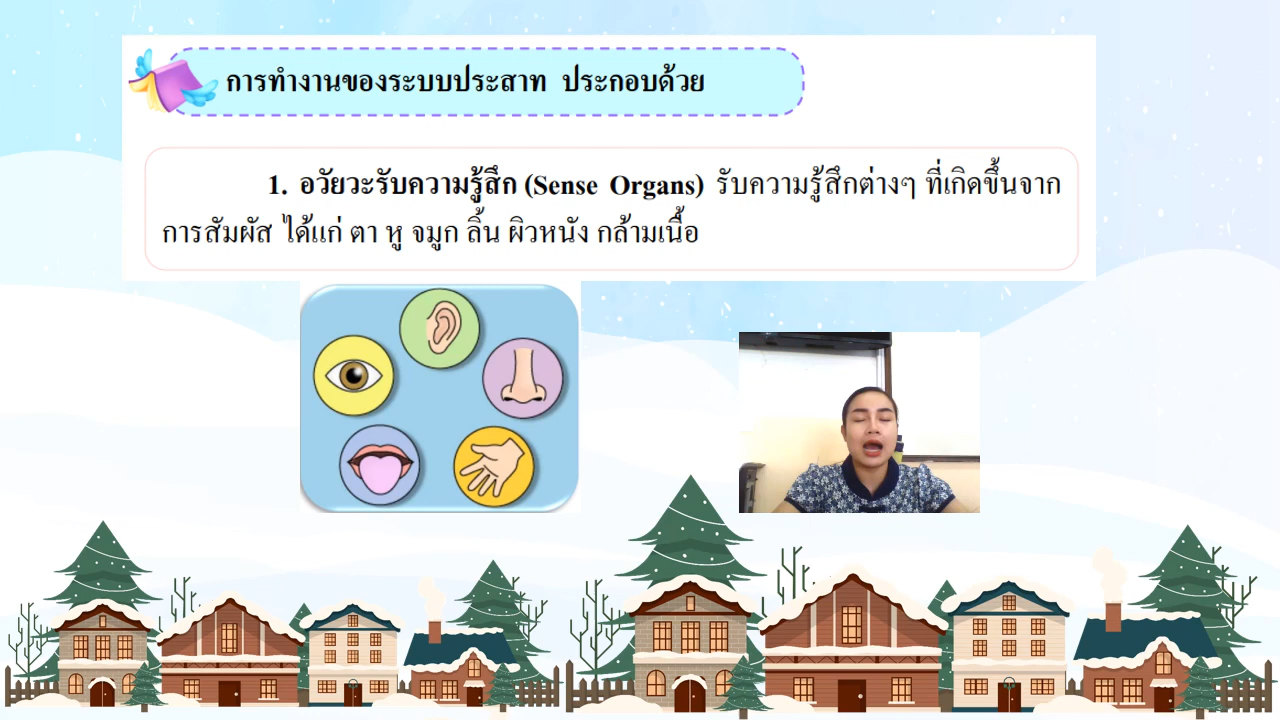 การทำงานของระบบประสาท ประกอบด้วย
1. อวัยวะรับความรู้สึก (Sense Organs) รับความรู้สึกต่างๆ ที่เกิดขึ้นจาก
การสัมผัส ได้แก่ ตา หู จมูก ลิ้น ผิวหนัง กล้ามเนื้อ